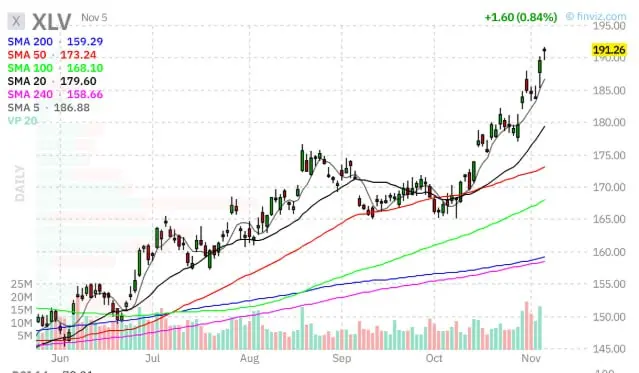 X XLV Nov 5 +1.60 (0.84%) © finviz.com
195.00
SMA 200 · 159.29
SMA 50 · 173.24
SMA 100 · 168.10
SMA 20 · 179.60
SMA 240 · 158.66
SMA 5 · 186.88
VP 20
191.26
190.00
185.00
180.00
175.00
170.00
165.00
160.00
155.00
150.00
145.00
DAILY
25M
20M
15M
10M
5M
Jun Jul Aug Sep Oct Nov